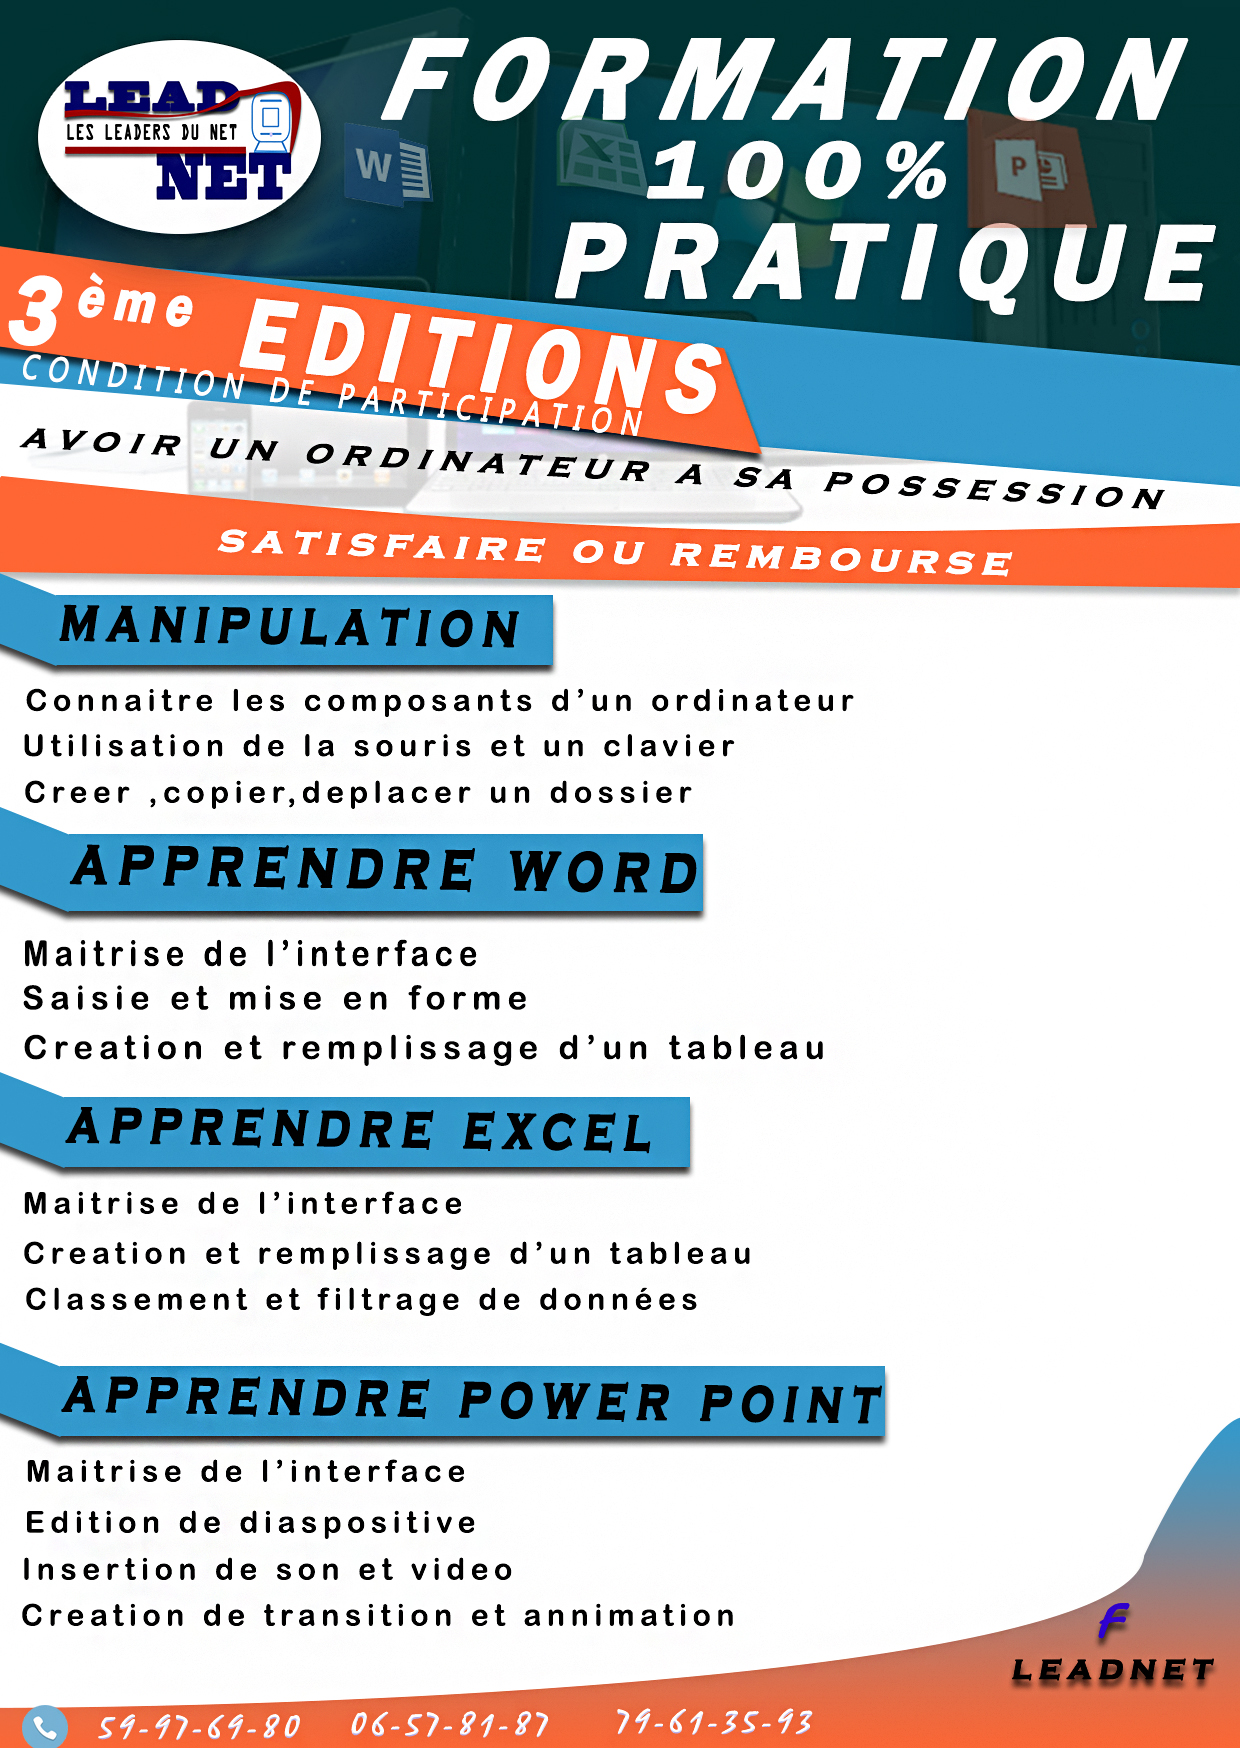 LEAD
LES LEADERS DU NET
NET
FORMATION
100%
PRATIQUE
W
X
P
3ème EDITIONS
CONDITION DE PARTICIPATION
AVOIR UN ORDINATEUR A SA POSSESSION
SATISFAIRE OU REMBOURSE
MANIPULATION
Connaitre les composants d’un ordinateur
Utilisation de la souris et un clavier
Creer ,copier,deplacer un dossier
APPRENDRE WORD
Maitrise de l’interface
Saisie et mise en forme
Creation et remplissage d’un tableau
APPRENDRE EXCEL
Maitrise de l’interface
Creation et remplissage d’un tableau
Classement et filtrage de données
APPRENDRE POWER POINT
Maitrise de l’interface
Edition de diaspositive
Insertion de son et video
Creation de transition et annimation
F
LEADNET
59-97-69-80 06-57-81-87 79-61-35-93